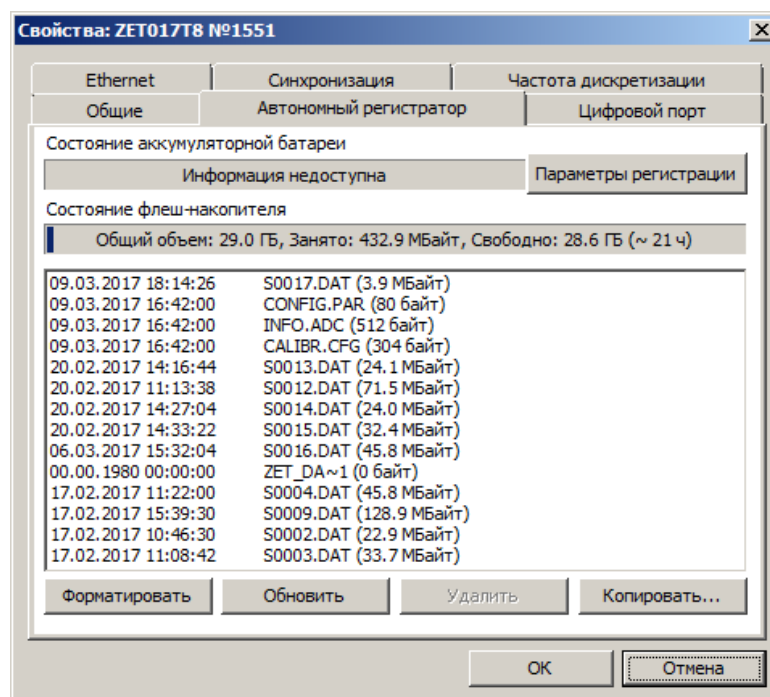 Свойства: ZET017T8 №1551
Ethernet Синхронизация Частота дискретизации
Общие Автономный регистратор Цифровой порт
Состояние аккумуляторной батареи
Информация недоступна Параметры регистрации
Состояние флеш-накопителя
Общий объем: 29.0 ГБ, Занято: 432.9 МБайт, Свободно: 28.6 ГБ (~ 21 ч)
09.03.2017 18:14:26 S0017.DAT (3.9 МБайт)
09.03.2017 16:42:00 CONFIG.PAR (80 байт)
09.03.2017 16:42:00 INFO.ADC (512 байт)
09.03.2017 16:42:00 CALIBR.CFG (304 байт)
20.02.2017 14:16:44 S0013.DAT (24.1 МБайт)
20.02.2017 11:13:38 S0012.DAT (71.5 МБайт)
20.02.2017 14:27:04 S0014.DAT (24.0 МБайт)
20.02.2017 14:33:22 S0015.DAT (32.4 МБайт)
06.03.2017 15:32:04 S0016.DAT (45.8 МБайт)
00.00.1980 00:00:00 ZET_DA~1 (0 байт)
17.02.2017 11:22:00 S0004.DAT (45.8 МБайт)
17.02.2017 15:39:30 S0009.DAT (128.9 МБайт)
17.02.2017 10:46:30 S0002.DAT (22.9 МБайт)
17.02.2017 11:08:42 S0003.DAT (33.7 МБайт)
Форматировать Обновить Удалить Копировать...
ОК Отмена